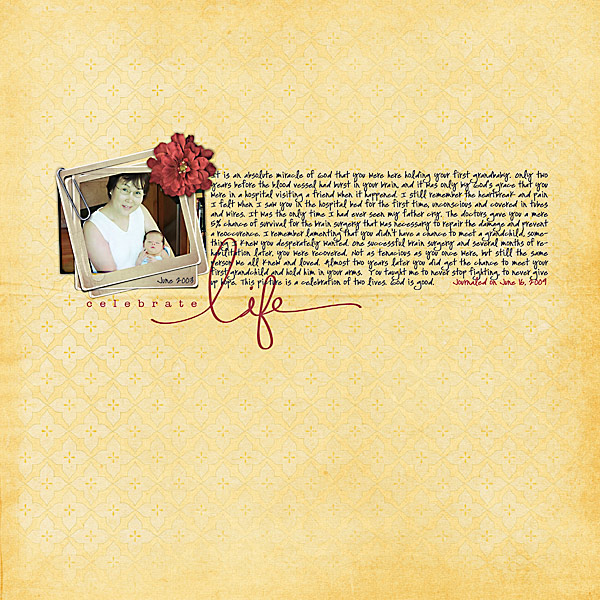 It is an absolute miracle of God that you were here holding your first grandbaby. Only two
years before the blood vessel had burst in your brain, and it was only by God's grace that you
were in a hospital visiting a friend when it happened. I still remember the heartbreak and pain
I felt when I saw you in the hospital bed for the first time, unconscious and covered in tubes
and wires. It was the only time I had ever seen my father cry. The doctors gave you a mere
5% chance of survival for the brain surgery that was necessary to repair the damage and prevent
a reoccurence. I remember lamenting that you didn't have a chance to meet a grandchild, some-
thing I knew you desperately wanted. One successful brain surgery and several months of re-
habilitation later, you were recovered. Not as tenacious as you once were, but still the same
person we all knew and loved. Almost two years later you did get the chance to meet your
first grandchild and hold him in your arms. You taught me to never stop fighting, to never give
up hope. This picture is a celebration of two lives. God is good. Journaled on June 16, 2009
June 2003
celebrate
life